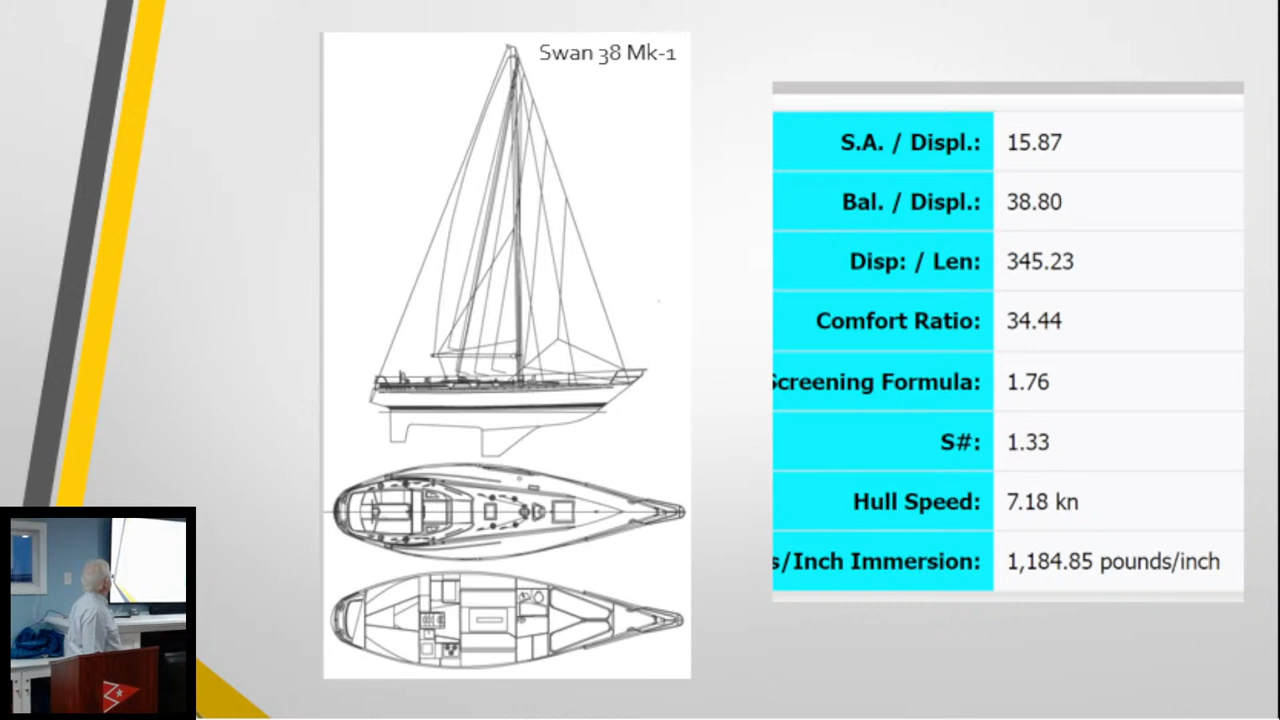 Swan 38 Mk-1
S.A. / Displ.: 15.87
Bal. / Displ.: 38.80
Disp: / Len: 345.23
Comfort Ratio: 34.44
Screening Formula: 1.76
S#: 1.33
Hull Speed: 7.18 kn
s/Inch Immersion: 1,184.85 pounds/inch